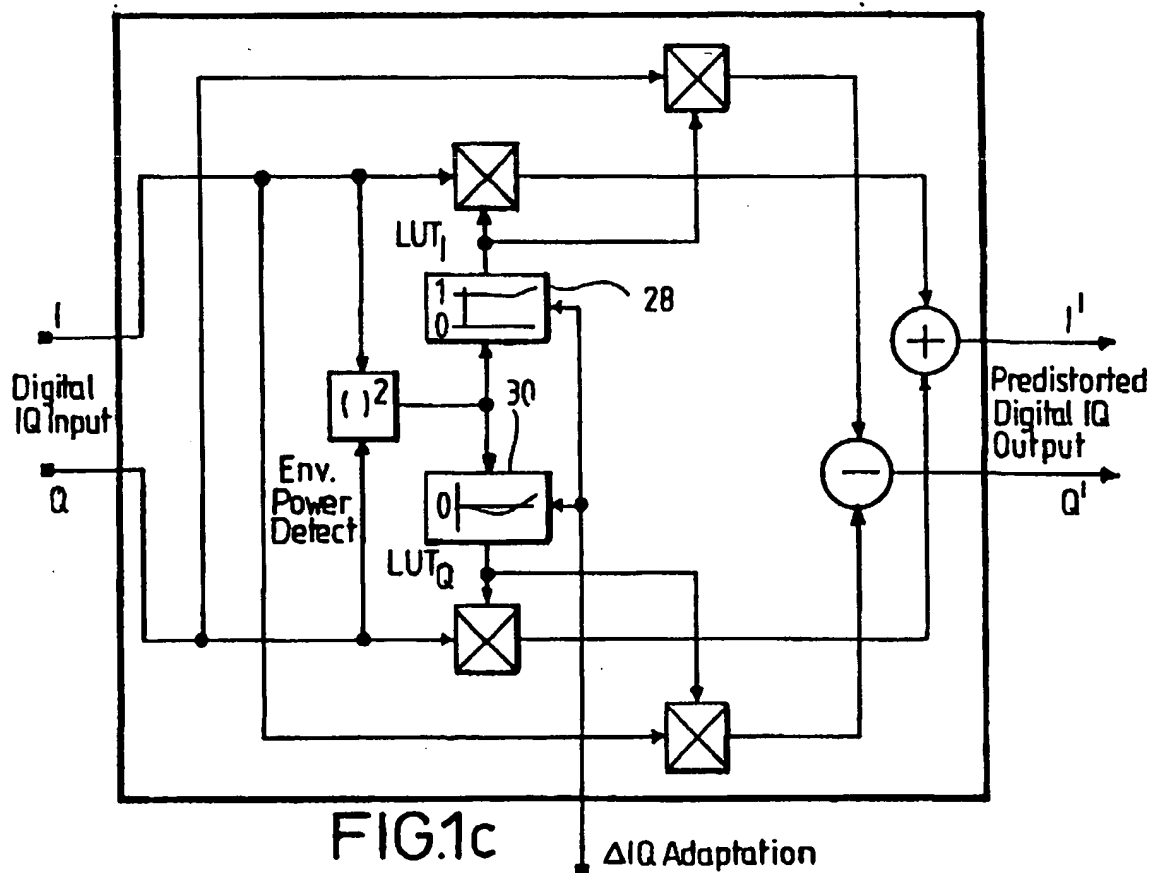 LUT_I
1
0
28
I
I'
Digital
IQ Input
( )²
30
Predistorted
Digital IQ
Output
Q
Env.
Power
Detect
0
+
−
Q'
LUT_Q
FIG.1c
ΔIQ Adaptation